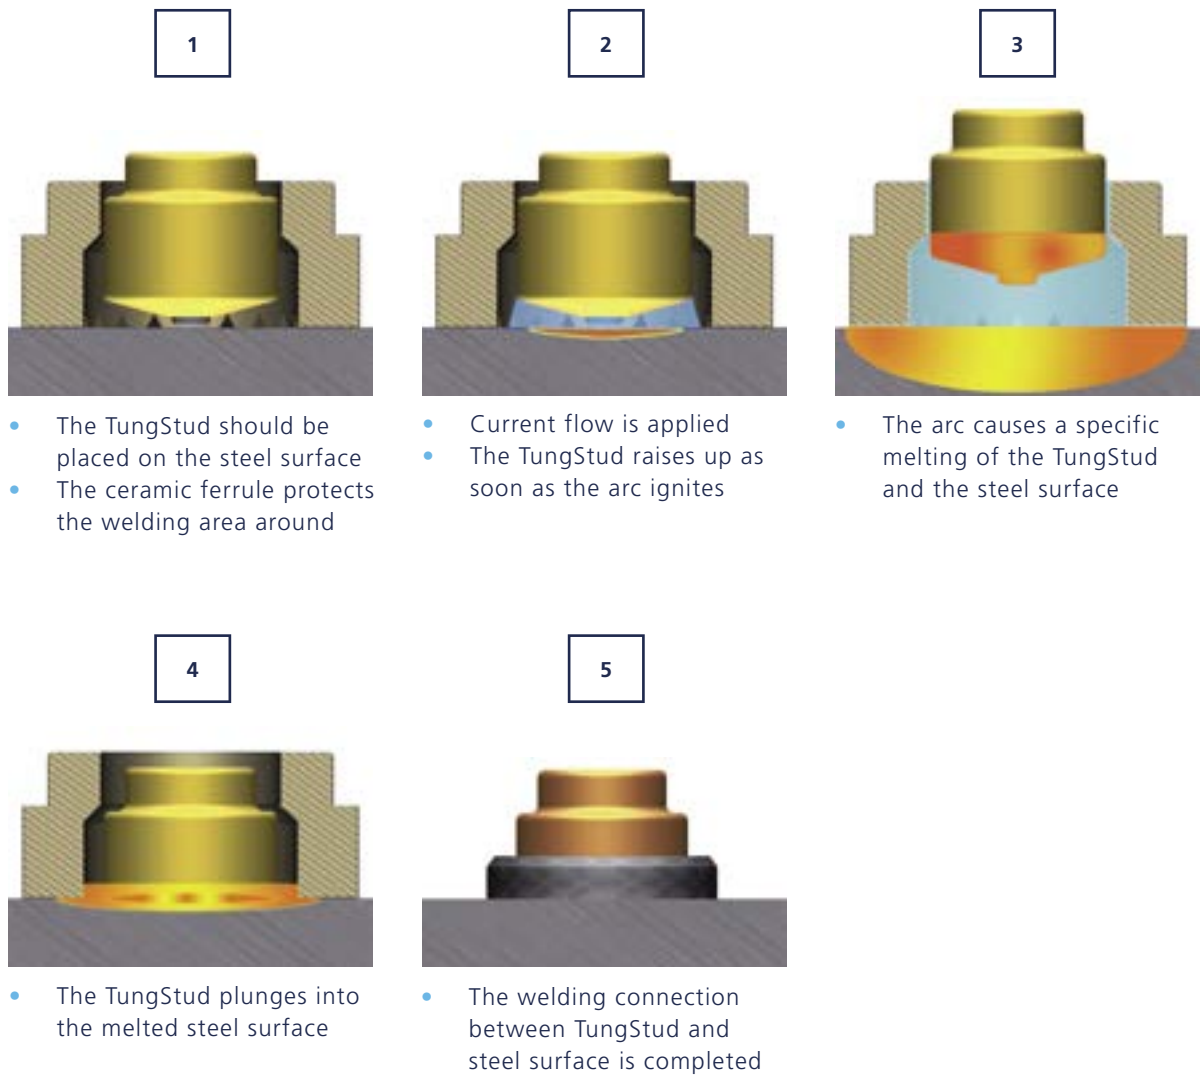 1
• The TungStud should be
placed on the steel surface
• The ceramic ferrule protects
the welding area around
2
• Current flow is applied
• The TungStud raises up as
soon as the arc ignites
3
• The arc causes a specific
melting of the TungStud
and the steel surface
4
• The TungStud plunges into
the melted steel surface
5
• The welding connection
between TungStud and
steel surface is completed